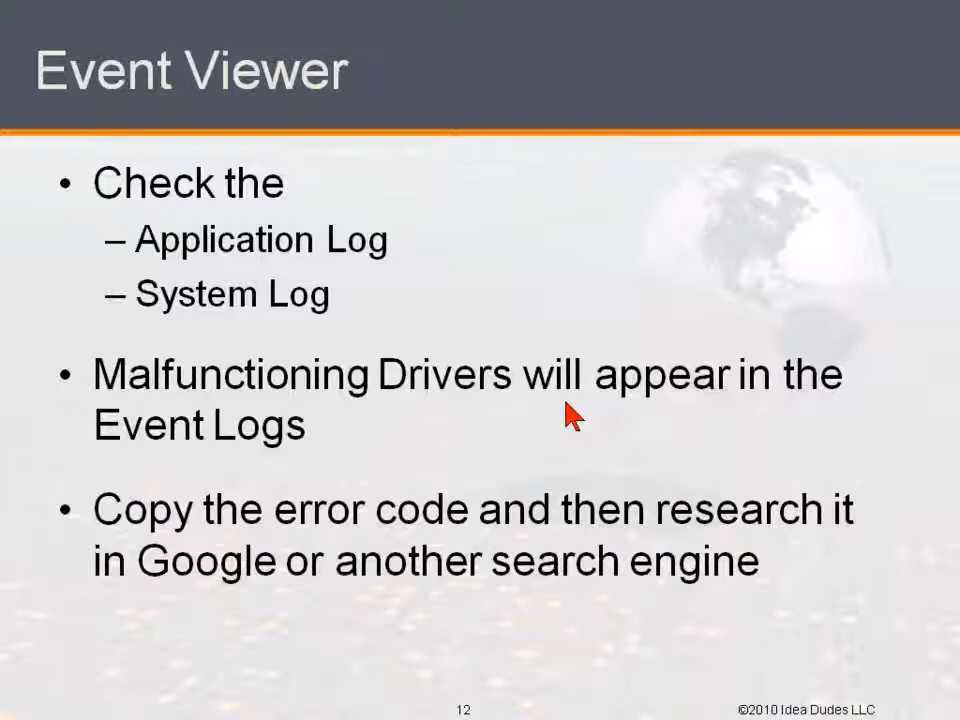 Event Viewer
• Check the
– Application Log
– System Log
• Malfunctioning Drivers will appear in the
Event Logs
• Copy the error code and then research it
in Google or another search engine
12
©2010 Idea Dudes LLC